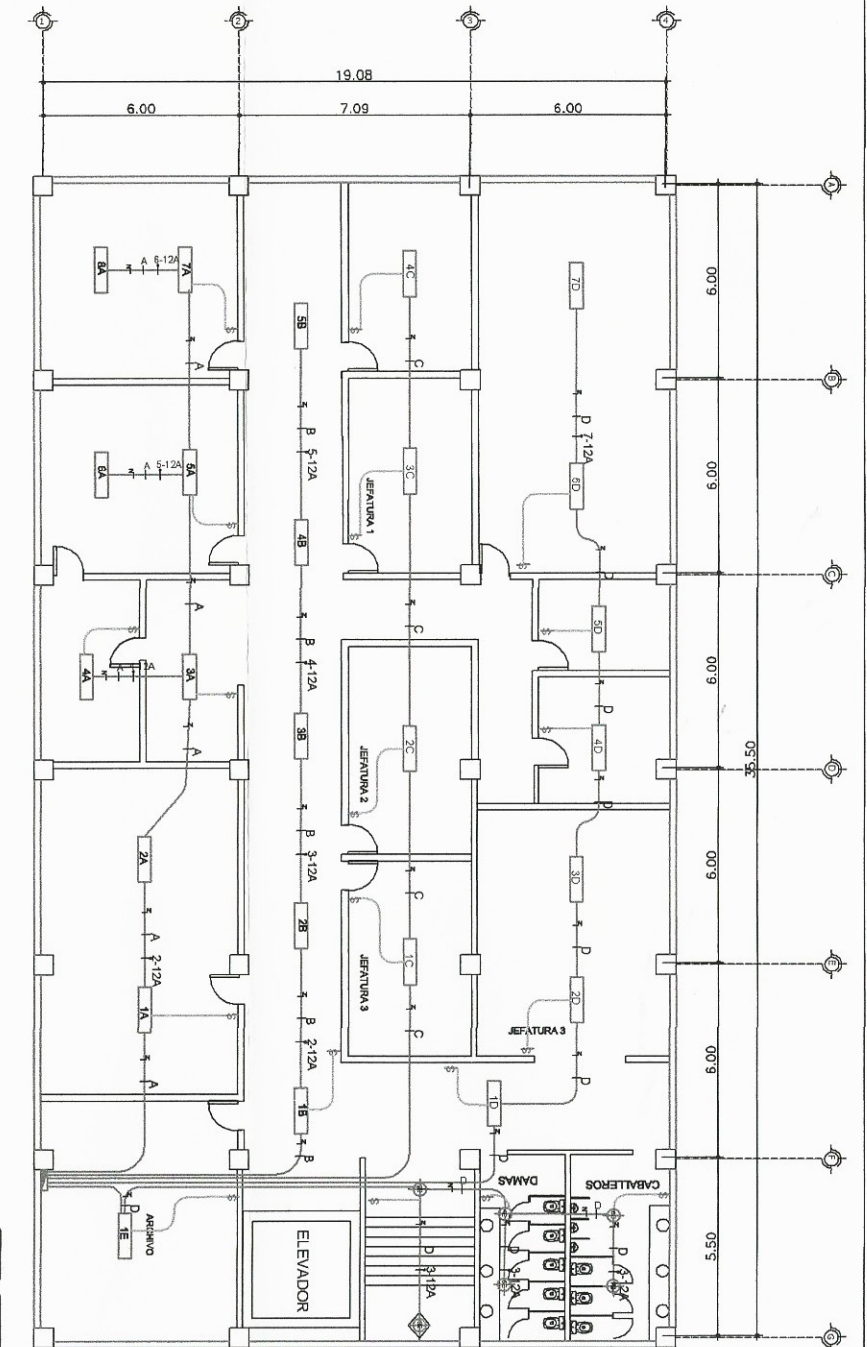 1
2
3
4
19.08
6.00
7.09
6.00
A
6.00
8A
N
A
6-12A
7A
S
4C
S
7D
N
A
5B
N
C
B
N
B
5-12A
N
D
7-12A
6.00
6A
N
A
5-12A
5A
S
3C
JEFATURA 1
S
6D
S
4B
C
N
A
N
B
4-12A
N
C
D
6.00
5D
S
S
4A
3A
S
N
A
3B
2C
JEFATURA 2
S
D
S
4D
D
35.50
D
2A
N
B
3-12A
S
3D
6.00
N
A
2-12A
2B
N
C
1C
JEFATURA 3
S
N
D
E
1A
S
N
B
2-12A
N
C
2D
JEFATURA 3
S
6.00
N
A
1B
S
S
N
D
1D
N
B
N
D
F
DAMAS
CABALLEROS
D
1E
ARCHIVO
S
ELEVADOR
S
D
3-12A
D
D
D
3-12A
5.50
G